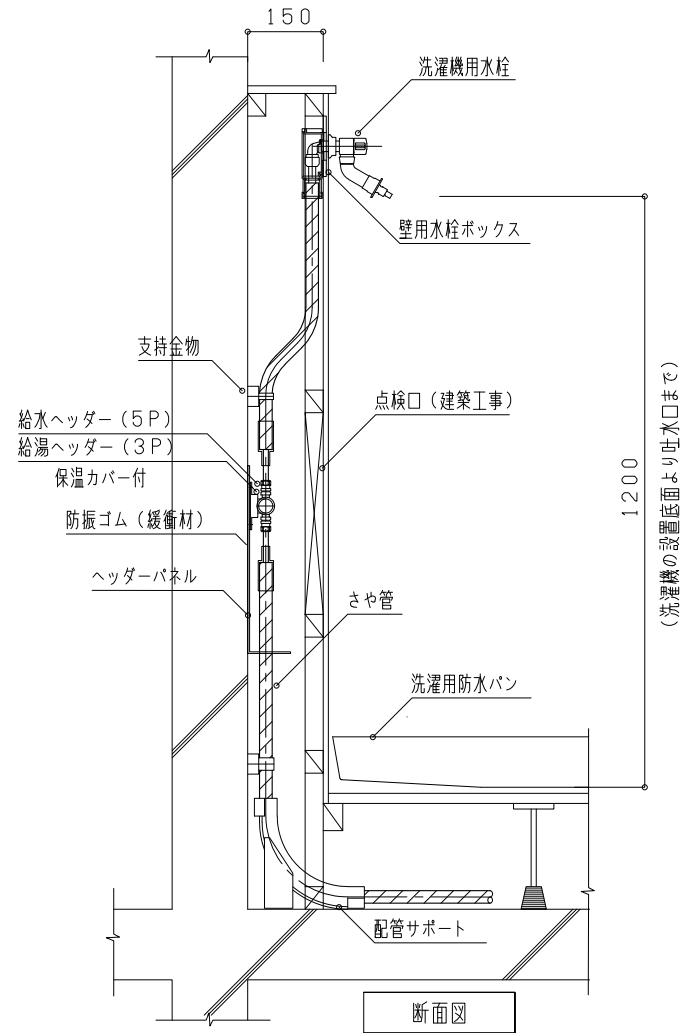 150
洗濯機用水栓
壁用水栓ボックス
支持金物
給水ヘッダー(5P)
給湯ヘッダー(3P)
保温カバー付
防振ゴム(緩衝材)
ヘッダーパネル
点検口(建築工事)
さや管
1200
(洗濯機の設置底面より吐水口まで)
洗濯用防水パン
配管サポート
断面図